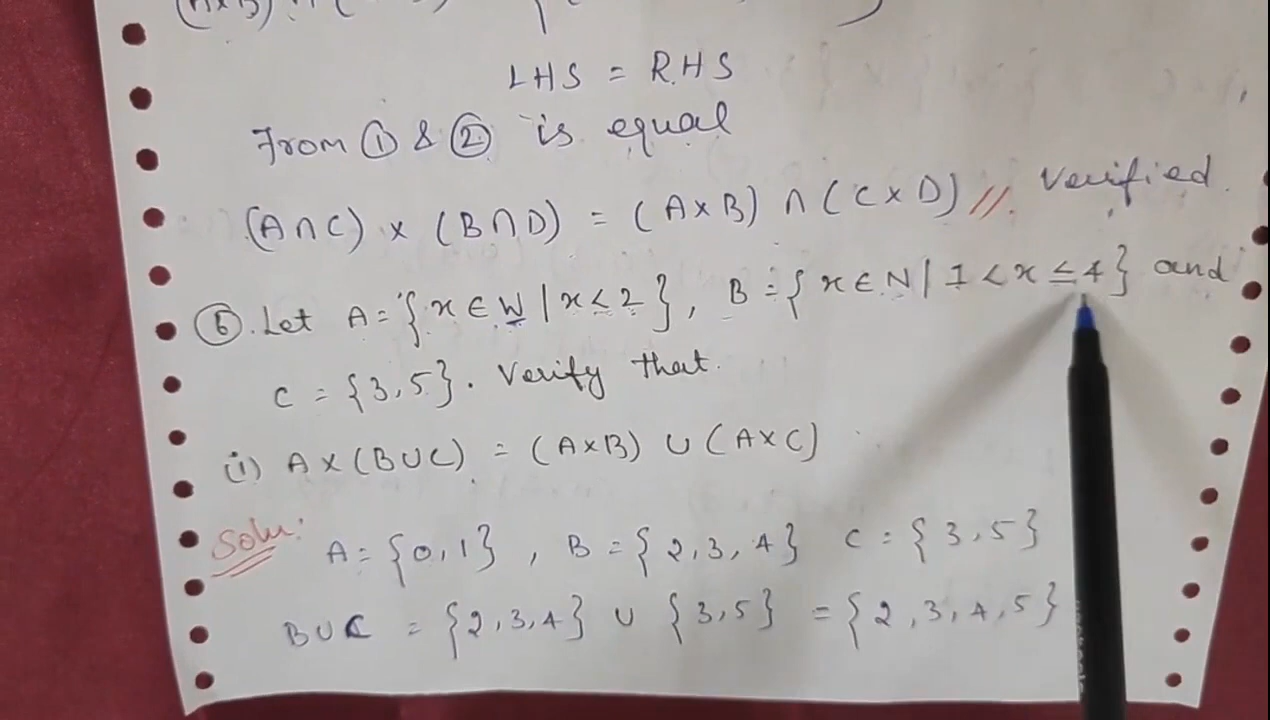 LHS = RHS
From ① & ② is equal
(A∩C) × (B∩D) = (A×B) ∩ (C×D) //. Verified.
⑥. Let A = {x ∈ W / x < 2}, B = {x ∈ N / 1 < x ≤ 4} and
C = {3, 5}. Verify that.
(i) A × (B∪C) = (A×B) ∪ (A×C)
Solu:
A = {0, 1}, B = {2, 3, 4} C = {3, 5}
B∪C = {2, 3, 4} ∪ {3, 5} = {2, 3, 4, 5}